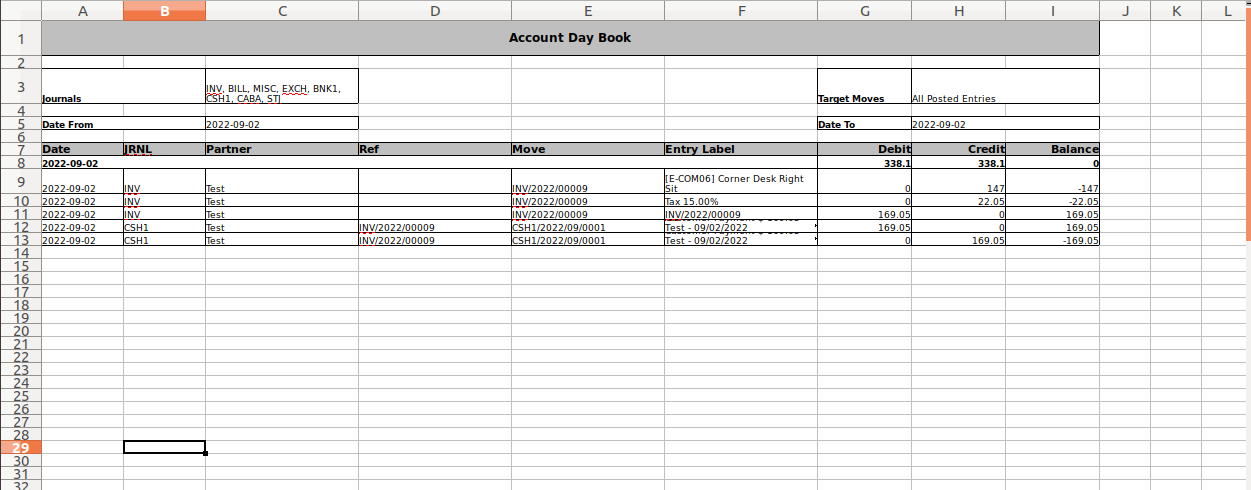 A B C D E F G H I J K L
1 Account Day Book
2
3 Journals INV, BILL, MISC, EXCH, BNK1, CSH1, CABA, STJ Target Moves All Posted Entries
4
5 Date From 2022-09-02 Date To 2022-09-02
6
7 Date JRNL Partner Ref Move Entry Label Debit Credit Balance
8 2022-09-02 338.1 338.1 0
9 2022-09-02 INV Test INV/2022/00009 [E-COM06] Corner Desk Right Sit 0 147 -147
10 2022-09-02 INV Test INV/2022/00009 Tax 15.00% 0 22.05 -22.05
11 2022-09-02 INV Test INV/2022/00009 INV/2022/00009 169.05 0 169.05
12 2022-09-02 CSH1 Test INV/2022/00009 CSH1/2022/09/0001 Test - 09/02/2022 169.05 0 169.05
13 2022-09-02 CSH1 Test INV/2022/00009 CSH1/2022/09/0001 Test - 09/02/2022 0 169.05 -169.05
14
15
16
17
18
19
20
21
22
23
24
25
26
27
28
29
30
31
32